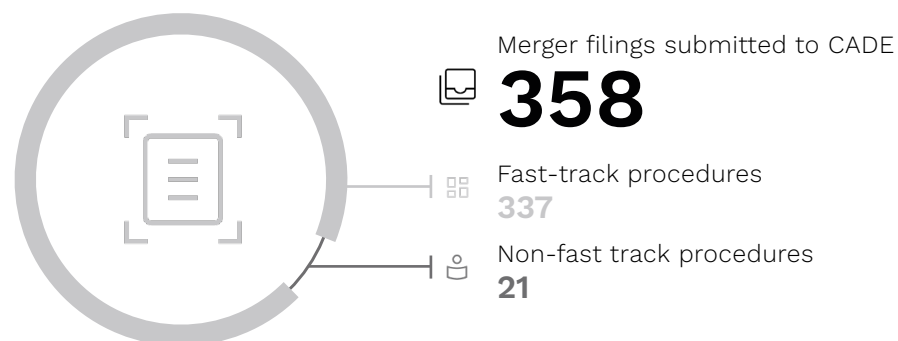 Merger filings submitted to CADE
358
Fast-track procedures
337
Non-fast track procedures
21